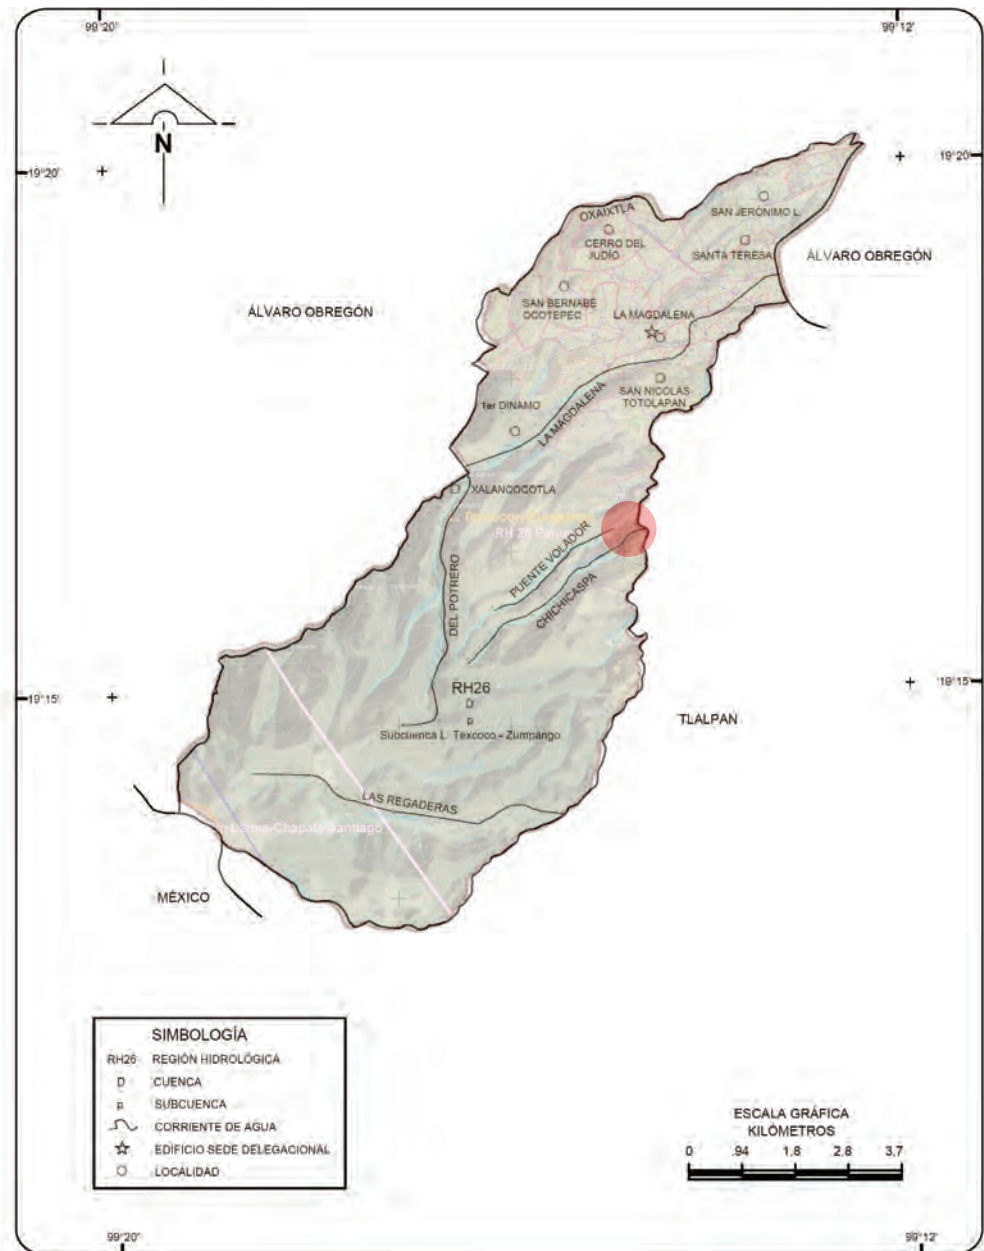 99°20'
99°12'
N
19°20'
19°20'
OXAIXTLA
SAN JERÓNIMO L.
CERRO DEL
JUDÍO
SANTA TERESA
ÁLVARO OBREGÓN
ÁLVARO OBREGÓN
SAN BERNABÉ
OCOTEPEC
LA MAGDALENA
SAN NICOLÁS
TOTOLAPAN
1er DINAMO
LA MAGDALENA
XALANCOCOTLA
DEL POTRERO
PUENTE VOLADOR
CHICHICASPA
RH26
D
p
Subcuenca L. Texcoco - Zumpango
19°15'
19°15'
TLALPAN
LAS REGADERAS
Lerma-Chapala-Santiago
MÉXICO
SIMBOLOGÍA
RH26 REGIÓN HIDROLÓGICA
D CUENCA
p SUBCUENCA
CORRIENTE DE AGUA
EDIFICIO SEDE DELEGACIONAL
LOCALIDAD
ESCALA GRÁFICA
KILÓMETROS
0 .94 1,8 2.8 3,7
99°20'
99°12'